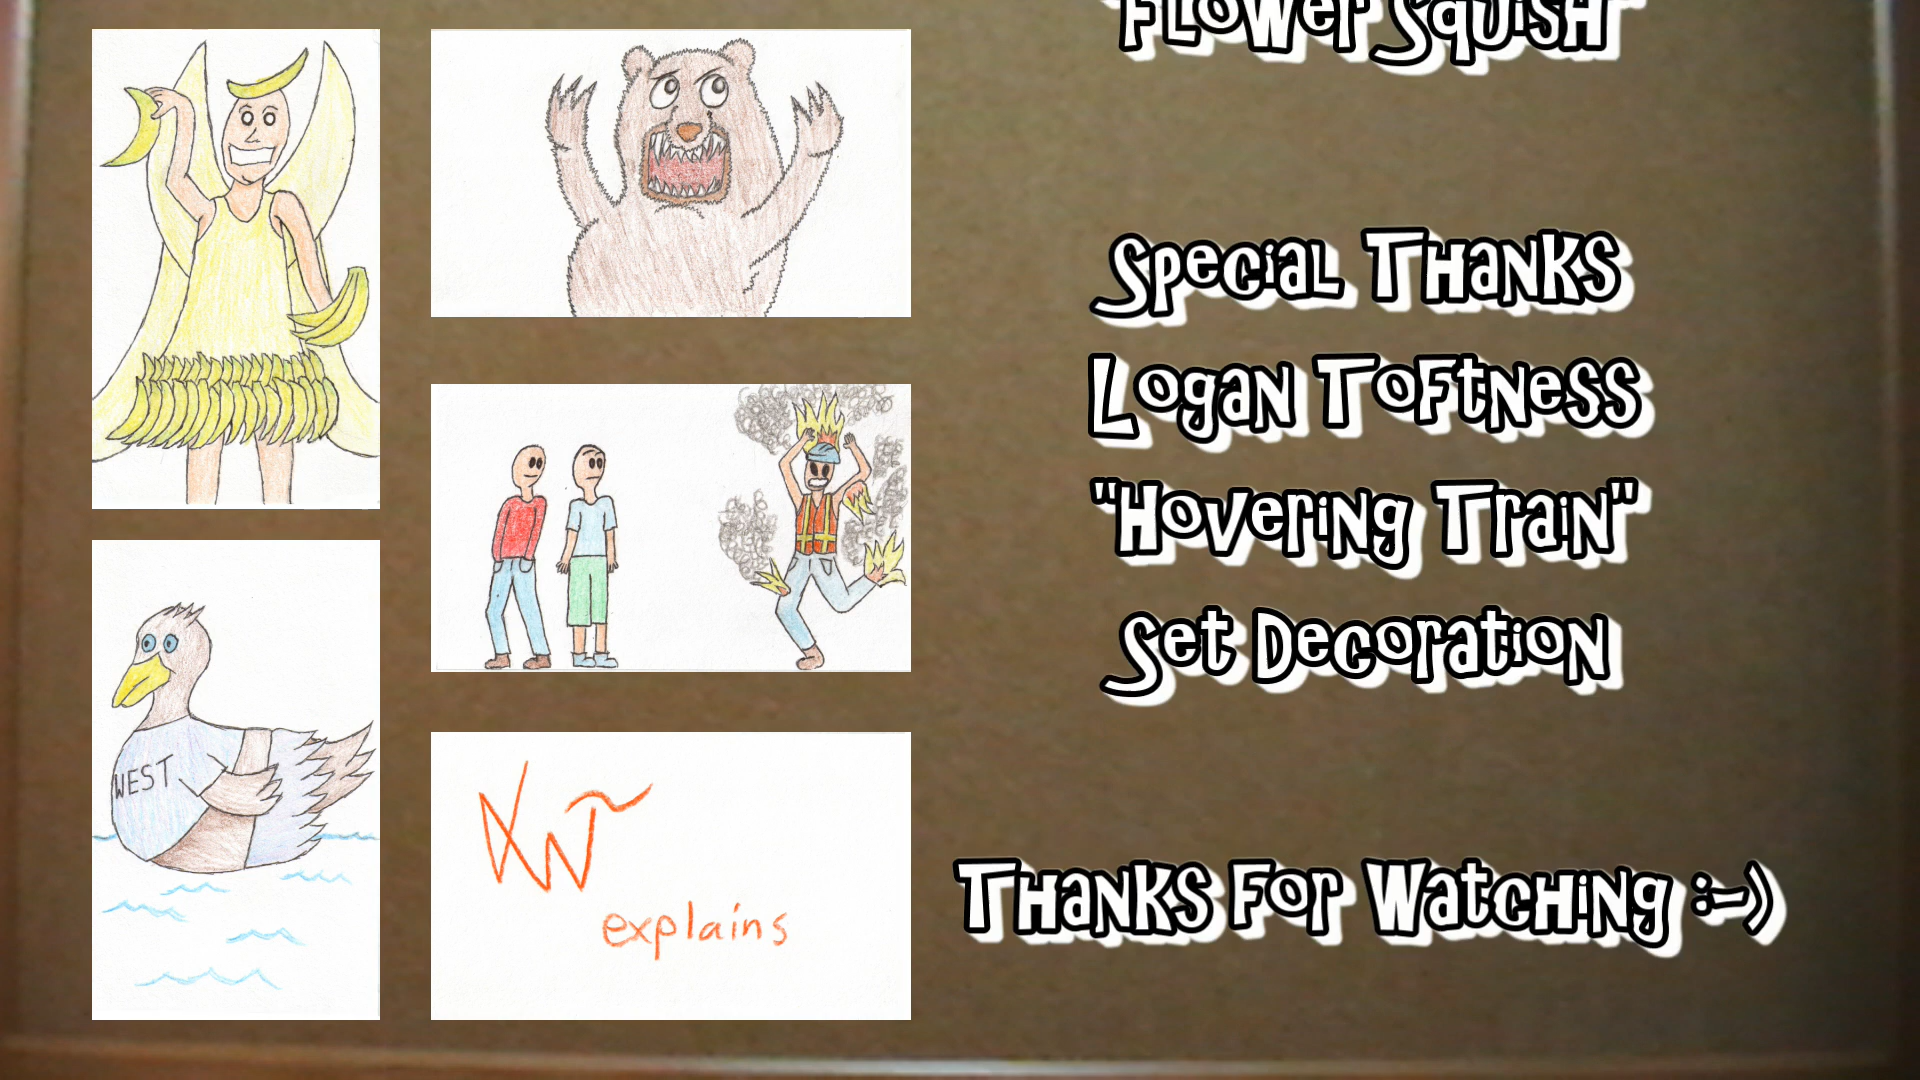 "Flower Squish"
Special Thanks
Logan Toftness
"Hovering Train"
Set Decoration
Thanks For Watching :-)
WEST
explains